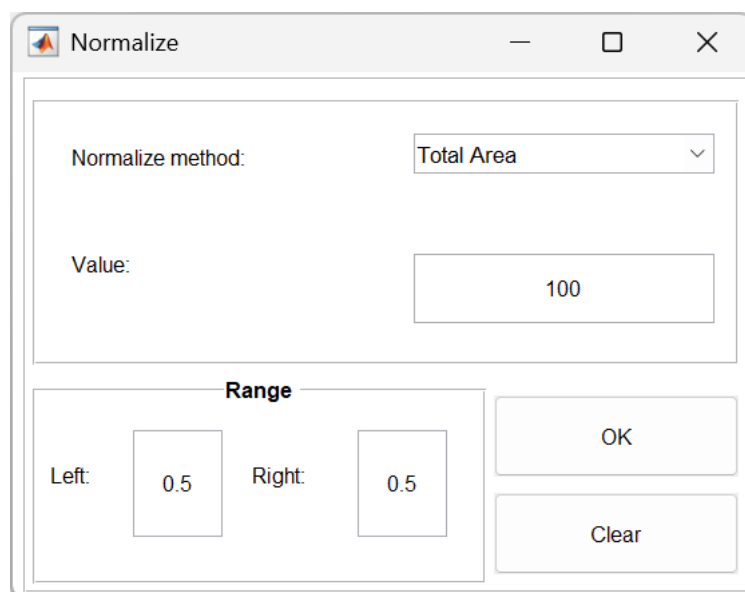 Normalize
Normalize method:
Total Area
Value:
100
Range
Left:
0.5
Right:
0.5
OK
Clear